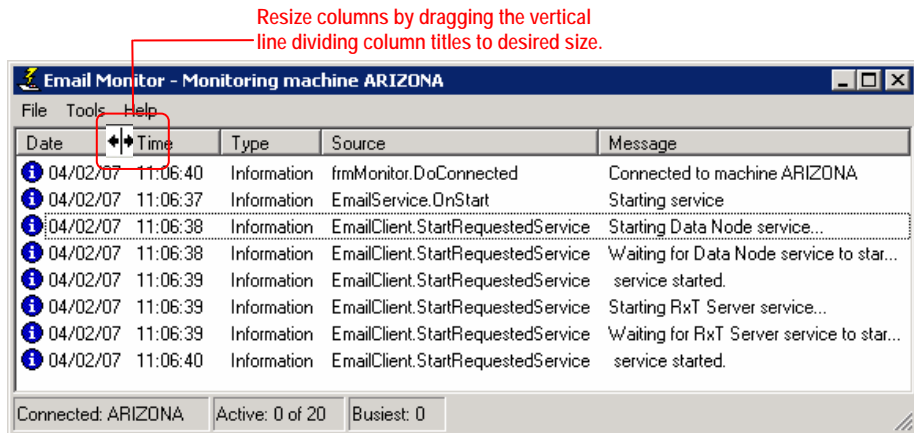 Resize columns by dragging the vertical
line dividing column titles to desired size.
Email Monitor - Monitoring machine ARIZONA
File Tools Help
Date Time Type Source Message
04/02/07 11:06:40 Information frmMonitor.DoConnected Connected to machine ARIZONA
04/02/07 11:06:37 Information EmailService.OnStart Starting service
04/02/07 11:06:38 Information EmailClient.StartRequestedService Starting Data Node service...
04/02/07 11:06:38 Information EmailClient.StartRequestedService Waiting for Data Node service to star...
04/02/07 11:06:39 Information EmailClient.StartRequestedService service started.
04/02/07 11:06:39 Information EmailClient.StartRequestedService Starting RxT Server service...
04/02/07 11:06:39 Information EmailClient.StartRequestedService Waiting for RxT Server service to star...
04/02/07 11:06:40 Information EmailClient.StartRequestedService service started.
Connected: ARIZONA Active: 0 of 20 Busiest: 0